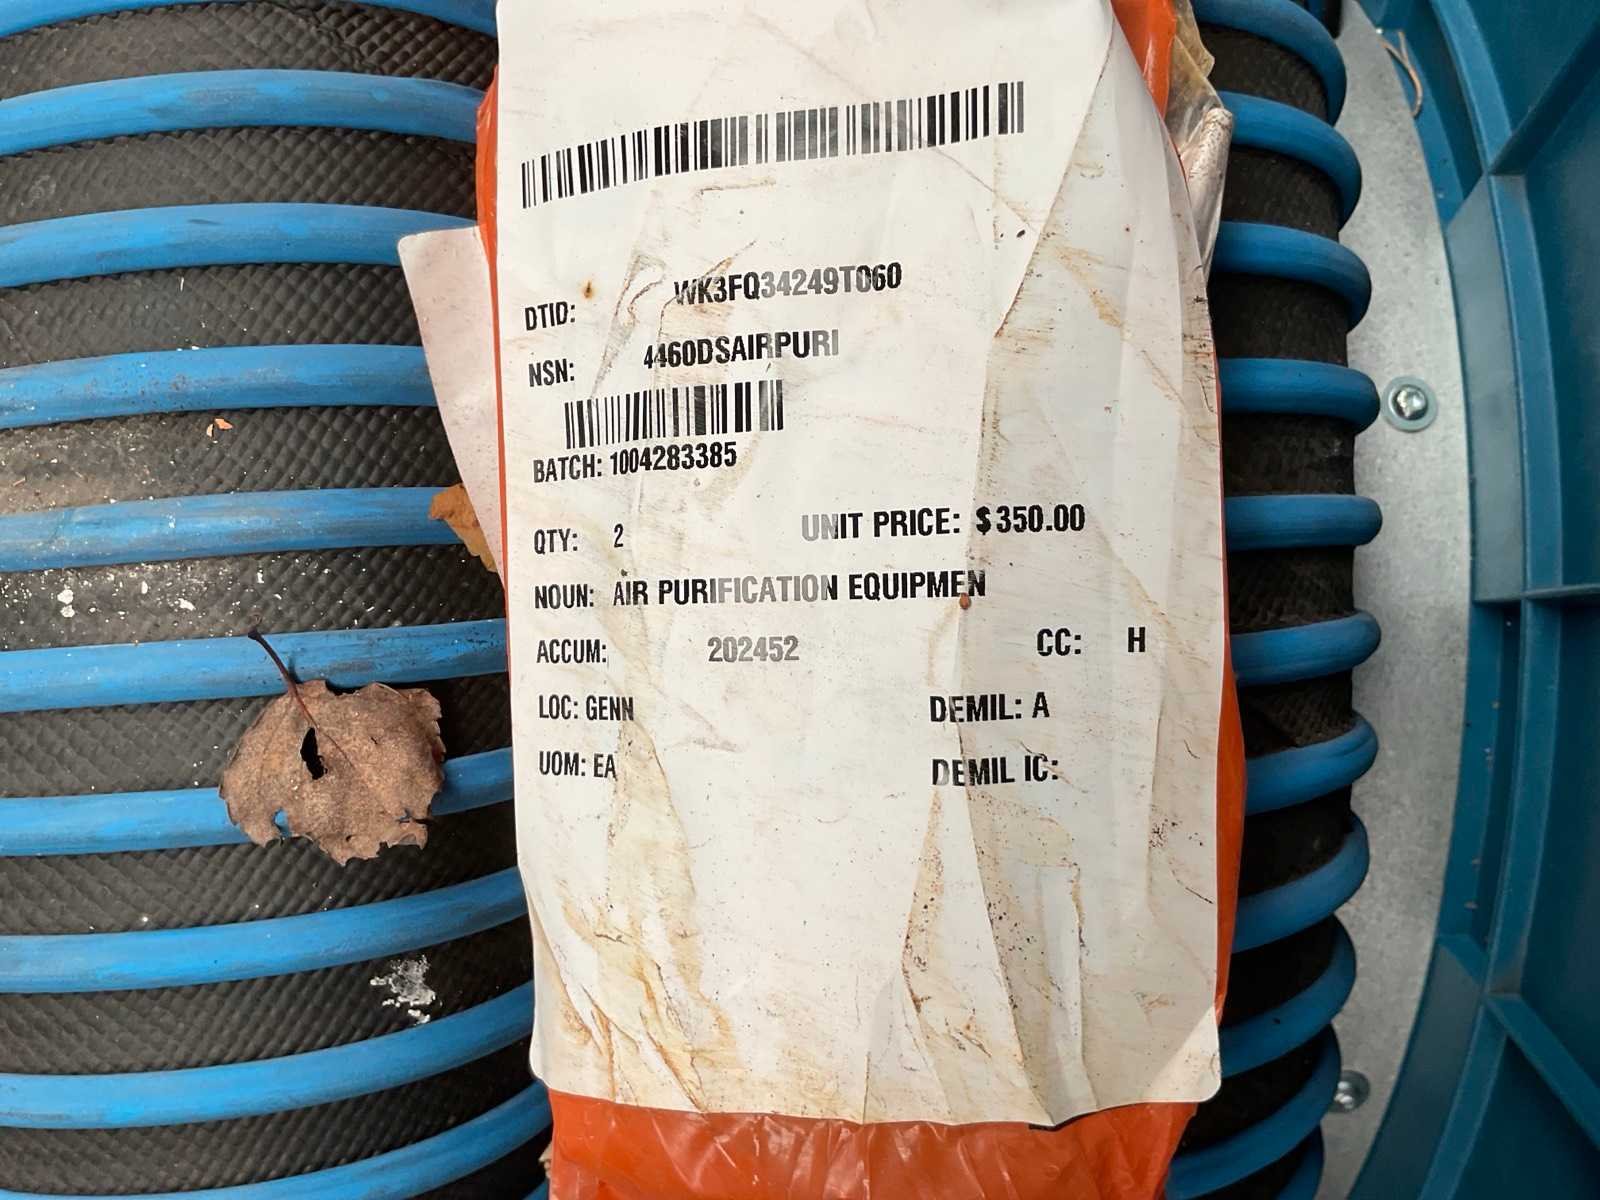 DTID: WK3FQ34249T060
NSN: 4460DSAIRPURI
BATCH: 1004283385
QTY: 2 UNIT PRICE: $350.00
NOUN: AIR PURIFICATION EQUIPMEN
ACCUM: 202452 CC: H
LOC: GENN DEMIL: A
UOM: EA DEMIL IC: